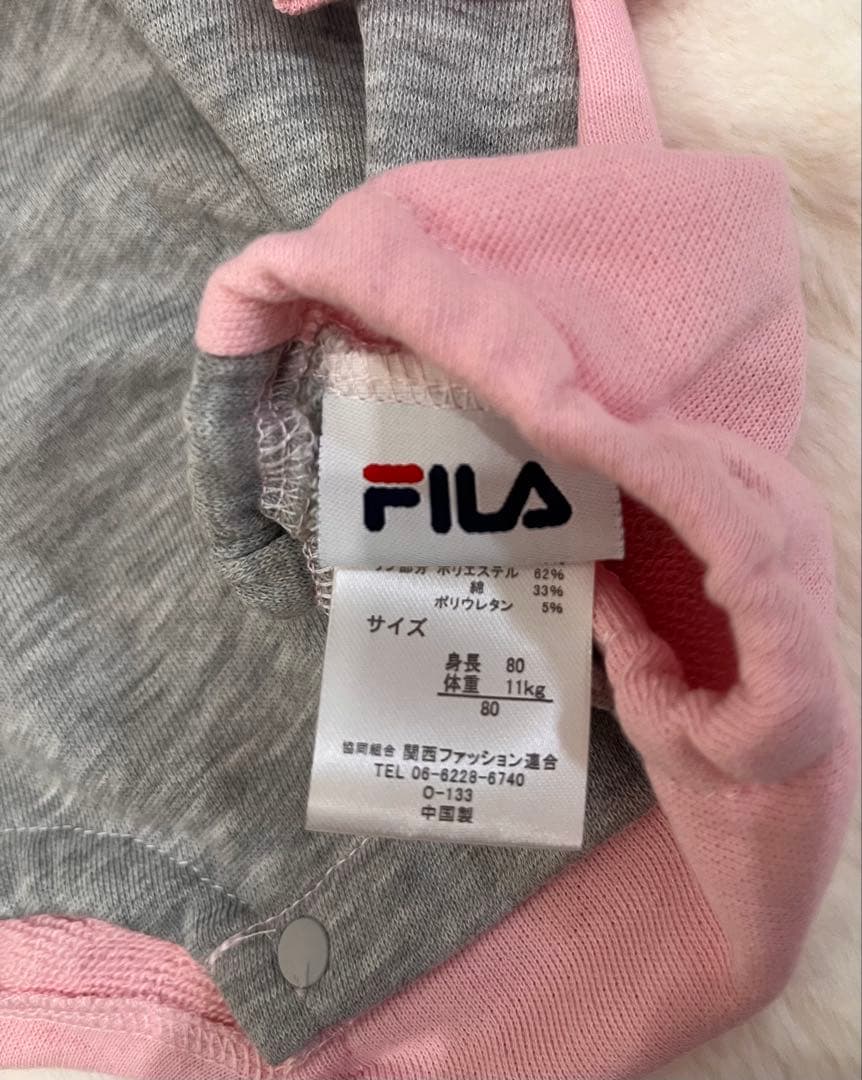 FILA
部分 ポリエステル 62%
綿 33%
ポリウレタン 5%
サイズ
身長 80
体重 11kg
80
協同組合 関西ファッション連合
TEL 06-6228-6740
O-133
中国製